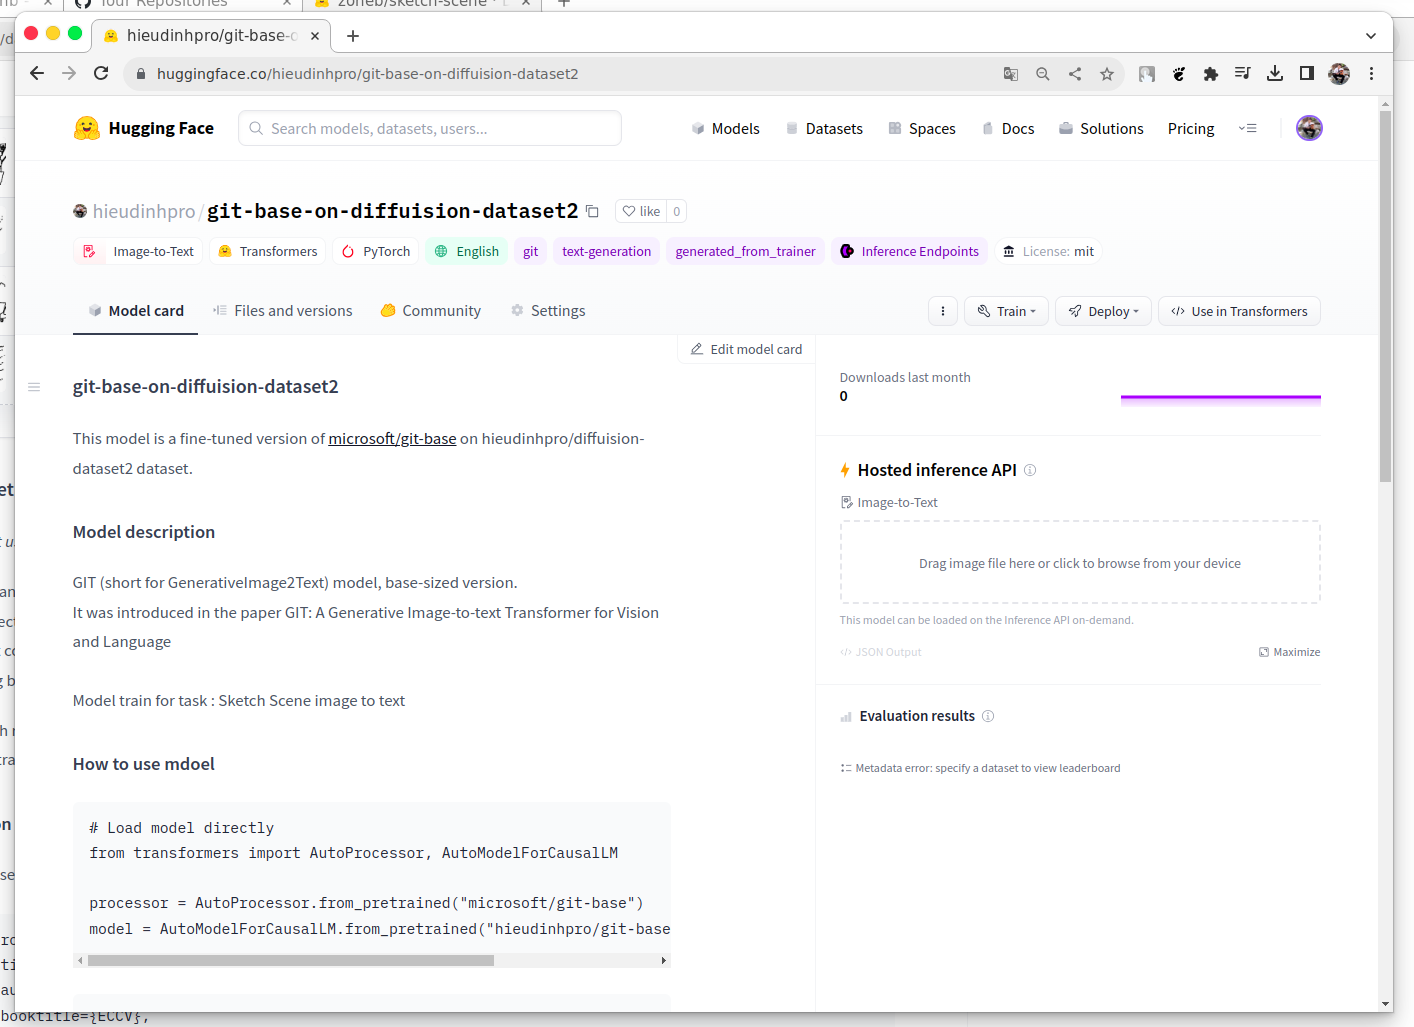 Your Repositories
zoheb/sketch-scene
hieudinhpro/git-base-o
huggingface.co/hieudinhpro/git-base-on-diffuision-dataset2
Hugging Face
Search models, datasets, users...
Models
Datasets
Spaces
Docs
Solutions
Pricing
hieudinhpro/git-base-on-diffuision-dataset2
like 0
Image-to-Text
Transformers
PyTorch
English
git
text-generation
generated_from_trainer
Inference Endpoints
License: mit
Model card
Files and versions
Community
Settings
Train
Deploy
</> Use in Transformers
Edit model card
git-base-on-diffuision-dataset2
This model is a fine-tuned version of microsoft/git-base on hieudinhpro/diffuision-
dataset2 dataset.
Model description
GIT (short for GenerativeImage2Text) model, base-sized version.
It was introduced in the paper GIT: A Generative Image-to-text Transformer for Vision
and Language
Model train for task : Sketch Scene image to text
How to use mdoel
# Load model directly
from transformers import AutoProcessor, AutoModelForCausalLM
processor = AutoProcessor.from_pretrained("microsoft/git-base")
model = AutoModelForCausalLM.from_pretrained("hieudinhpro/git-base
Downloads last month
0
Hosted inference API
Image-to-Text
Drag image file here or click to browse from your device
This model can be loaded on the Inference API on-demand.
</> JSON Output
Maximize
Evaluation results
Metadata error: specify a dataset to view leaderboard
booktitle={ECCV},